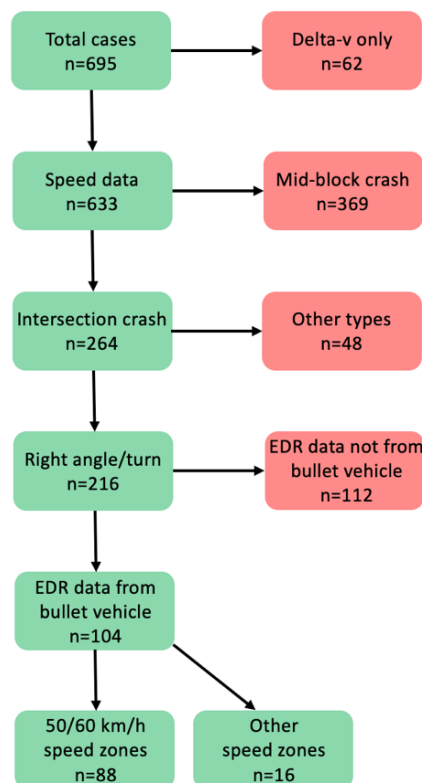 Total cases
n=695
Delta-v only
n=62
Speed data
n=633
Mid-block crash
n=369
Intersection crash
n=264
Other types
n=48
Right angle/turn
n=216
EDR data not from
bullet vehicle
n=112
EDR data from
bullet vehicle
n=104
50/60 km/h
speed zones
n=88
Other
speed zones
n=16